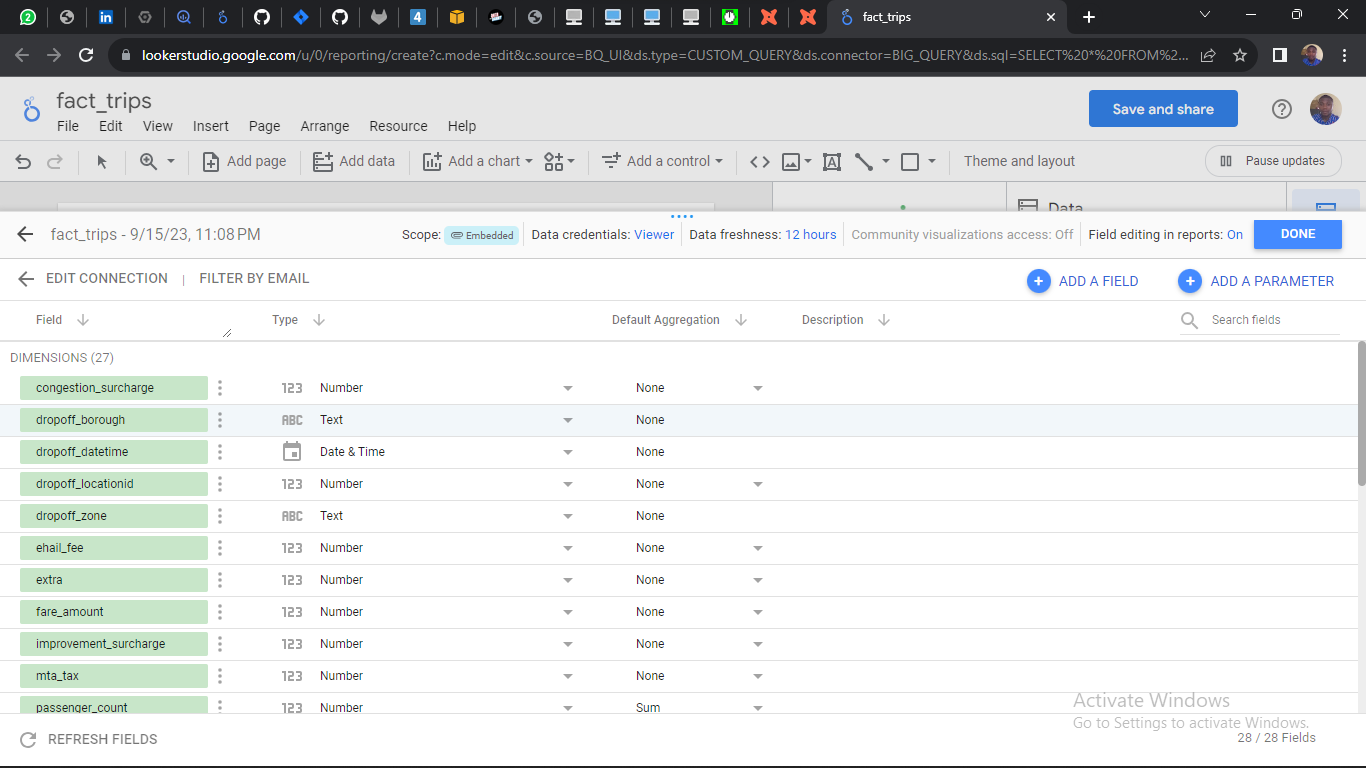 4
fact_trips
lookerstudio.google.com/u/0/reporting/create?c.mode=edit&c.source=BQ_UI&ds.type=CUSTOM_QUERY&ds.connector=BIG_QUERY&ds.sql=SELECT%20*%20FROM%2...
fact_trips
File Edit View Insert Page Arrange Resource Help
Save and share
Add page Add data Add a chart Add a control Theme and layout Pause updates
Data
fact_trips - 9/15/23, 11:08 PM Scope: Embedded Data credentials: Viewer Data freshness: 12 hours Community visualizations access: Off Field editing in reports: On DONE
EDIT CONNECTION | FILTER BY EMAIL ADD A FIELD ADD A PARAMETER
Field Type Default Aggregation Description Search fields
DIMENSIONS (27)
congestion_surcharge 123 Number None
dropoff_borough ABC Text None
dropoff_datetime Date & Time None
dropoff_locationid 123 Number None
dropoff_zone ABC Text None
ehail_fee 123 Number None
extra 123 Number None
fare_amount 123 Number None
improvement_surcharge 123 Number None
mta_tax 123 Number None
passenger_count 123 Number Sum
Activate Windows
Go to Settings to activate Windows.
REFRESH FIELDS 28 / 28 Fields